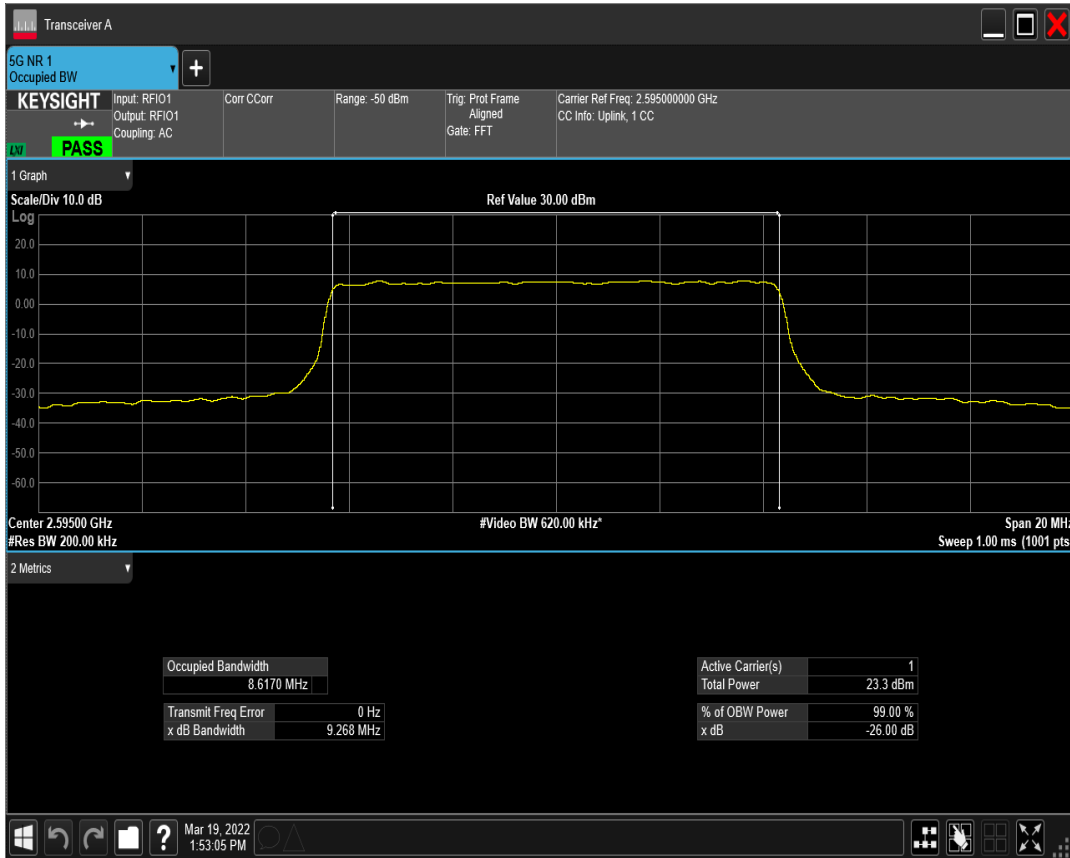 Transceiver A
5G NR 1
Occupied BW
+
KEYSIGHT
LXI
PASS
Input: RFIO1
Output: RFIO1
Coupling: AC
Corr CCorr
Range: -50 dBm
Trig: Prot Frame
Aligned
Gate: FFT
Carrier Ref Freq: 2.595000000 GHz
CC Info: Uplink, 1 CC
1 Graph
Scale/Div 10.0 dB
Ref Value 30.00 dBm
Log
20.0
10.0
0.00
-10.0
-20.0
-30.0
-40.0
-50.0
-60.0
Center 2.59500 GHz
#Video BW 620.00 kHz*
Span 20 MHz
#Res BW 200.00 kHz
Sweep 1.00 ms (1001 pts
2 Metrics
Occupied Bandwidth
8.6170 MHz
Transmit Freq Error 0 Hz
x dB Bandwidth 9.268 MHz
Active Carrier(s) 1
Total Power 23.3 dBm
% of OBW Power 99.00 %
x dB -26.00 dB
?
Mar 19, 2022
1:53:05 PM